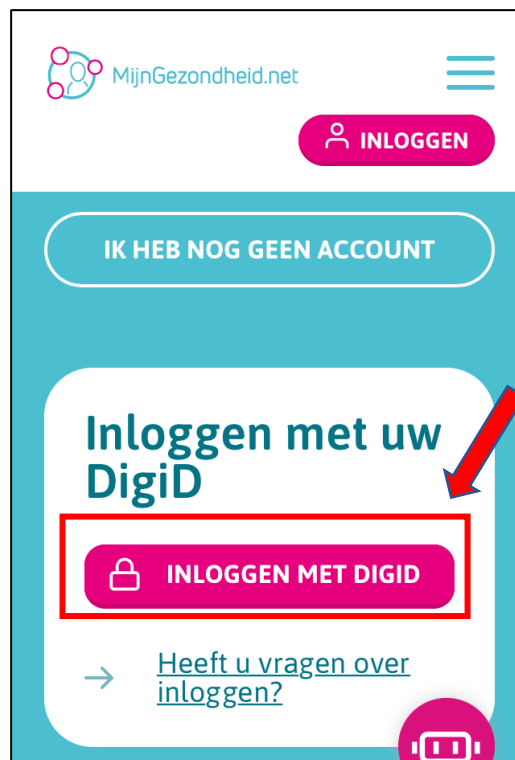 MijnGezondheid.net
INLOGGEN
IK HEB NOG GEEN ACCOUNT
Inloggen met uw
DigiD
INLOGGEN MET DIGID
Heeft u vragen over
inloggen?